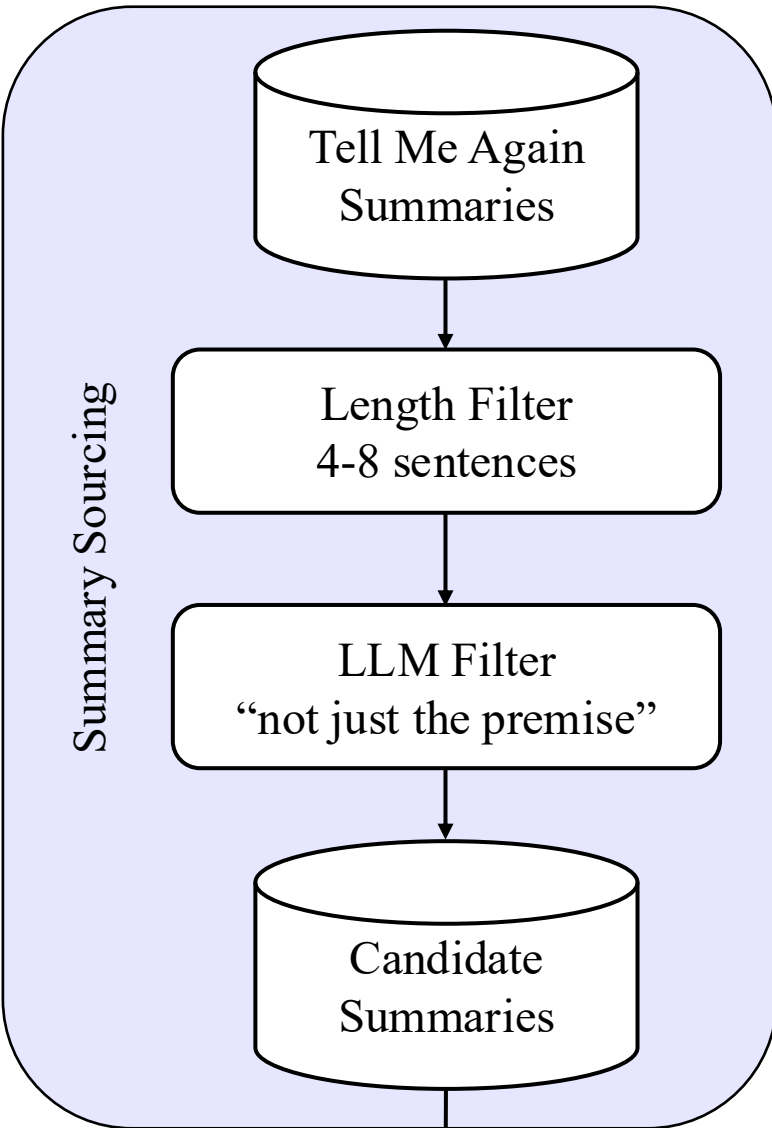 Tell Me Again
Summaries
Length Filter
4-8 sentences
Summary Sourcing
LLM Filter
“not just the premise”
Candidate
Summaries